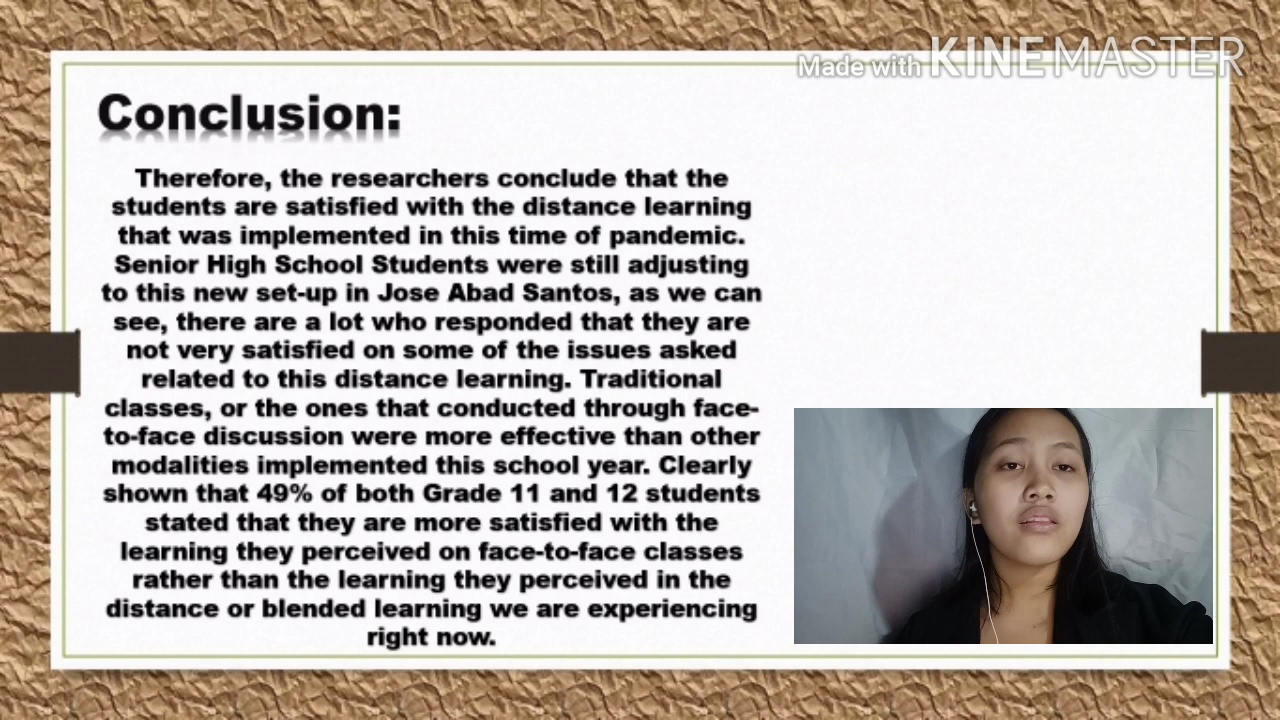 Made with KINEMASTER
Conclusion:
Therefore, the researchers conclude that the
students are satisfied with the distance learning
that was implemented in this time of pandemic.
Senior High School Students were still adjusting
to this new set-up in Jose Abad Santos, as we can
see, there are a lot who responded that they are
not very satisfied on some of the issues asked
related to this distance learning. Traditional
classes, or the ones that conducted through face-
to-face discussion were more effective than other
modalities implemented this school year. Clearly
shown that 49% of both Grade 11 and 12 students
stated that they are more satisfied with the
learning they perceived on face-to-face classes
rather than the learning they perceived in the
distance or blended learning we are experiencing
right now.